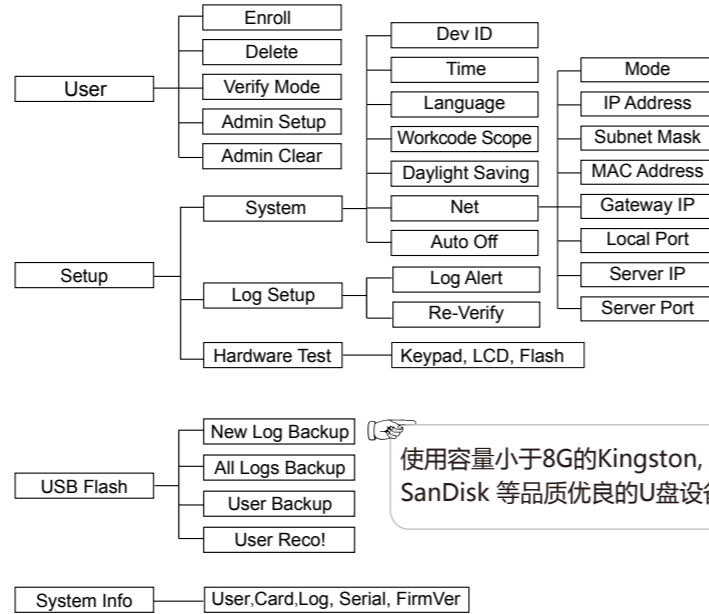 User
Enroll
Delete
Verify Mode
Admin Setup
Admin Clear
Setup
System
Dev ID
Time
Language
Workcode Scope
Daylight Saving
Net
Mode
IP Address
Subnet Mask
MAC Address
Gateway IP
Local Port
Server IP
Server Port
Auto Off
Log Setup
Log Alert
Re-Verify
Hardware Test
Keypad, LCD, Flash
USB Flash
New Log Backup
All Logs Backup
User Backup
User Reco!
使用容量小于8G的Kingston,
SanDisk 等品质优良的U盘设备
System Info
User,Card,Log, Serial, FirmVer